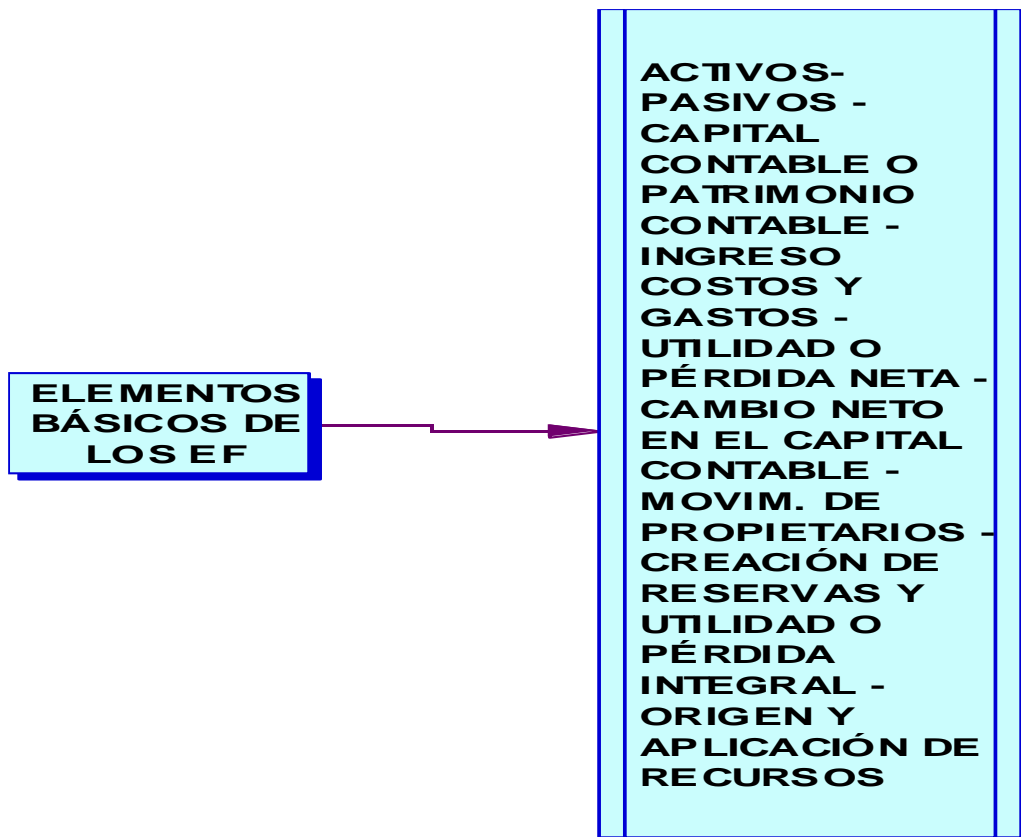 ELEMENTOS
BÁSICOS DE
LOS EF
ACTIVOS-
PASIVOS -
CAPITAL
CONTABLE O
PATRIMONIO
CONTABLE -
INGRESO
COSTOS Y
GASTOS -
UTILIDAD O
PÉRDIDA NETA -
CAMBIO NETO
EN EL CAPITAL
CONTABLE -
MOVIM. DE
PROPIETARIOS -
CREACIÓN DE
RESERVAS Y
UTILIDAD O
PÉRDIDA
INTEGRAL -
ORIGEN Y
APLICACIÓN DE
RECURSOS